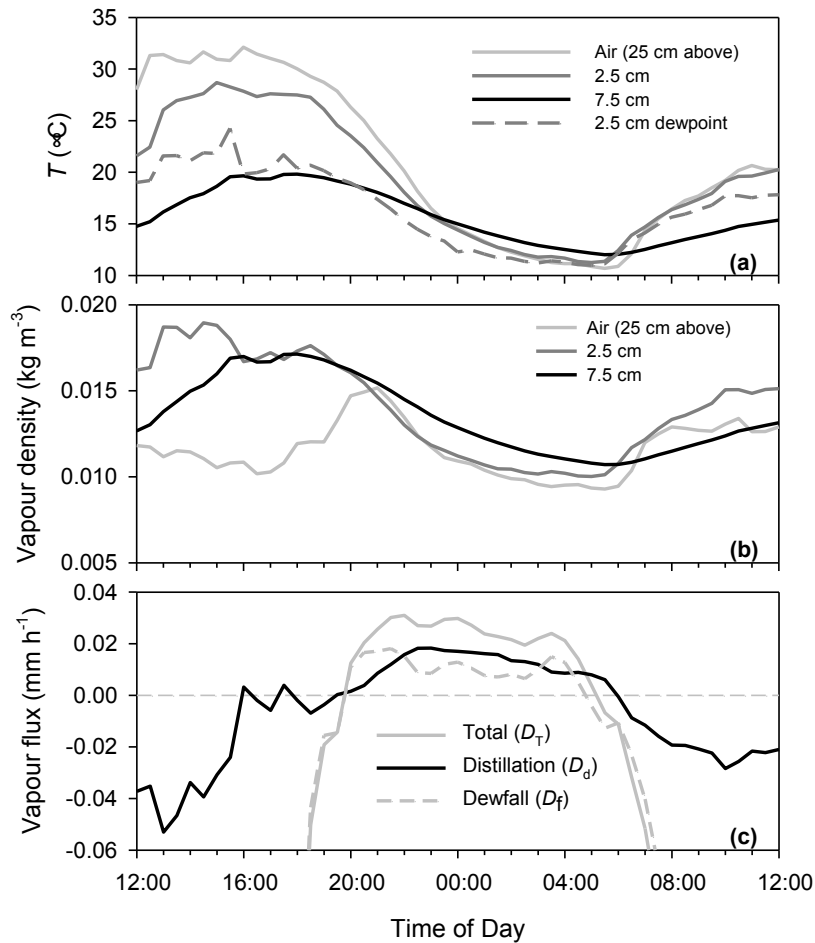 35
30
25
20
15
10
T (°C)
Air (25 cm above)
2.5 cm
7.5 cm
2.5 cm dewpoint
(a)
0.020
0.015
0.010
0.005
Vapour density (kg m-3)
Air (25 cm above)
2.5 cm
7.5 cm
(b)
0.04
0.02
0.00
-0.02
-0.04
-0.06
Vapour flux (mm h-1)
Total (DT)
Distillation (Dd)
Dewfall (Df)
(c)
12:00 16:00 20:00 00:00 04:00 08:00 12:00
Time of Day